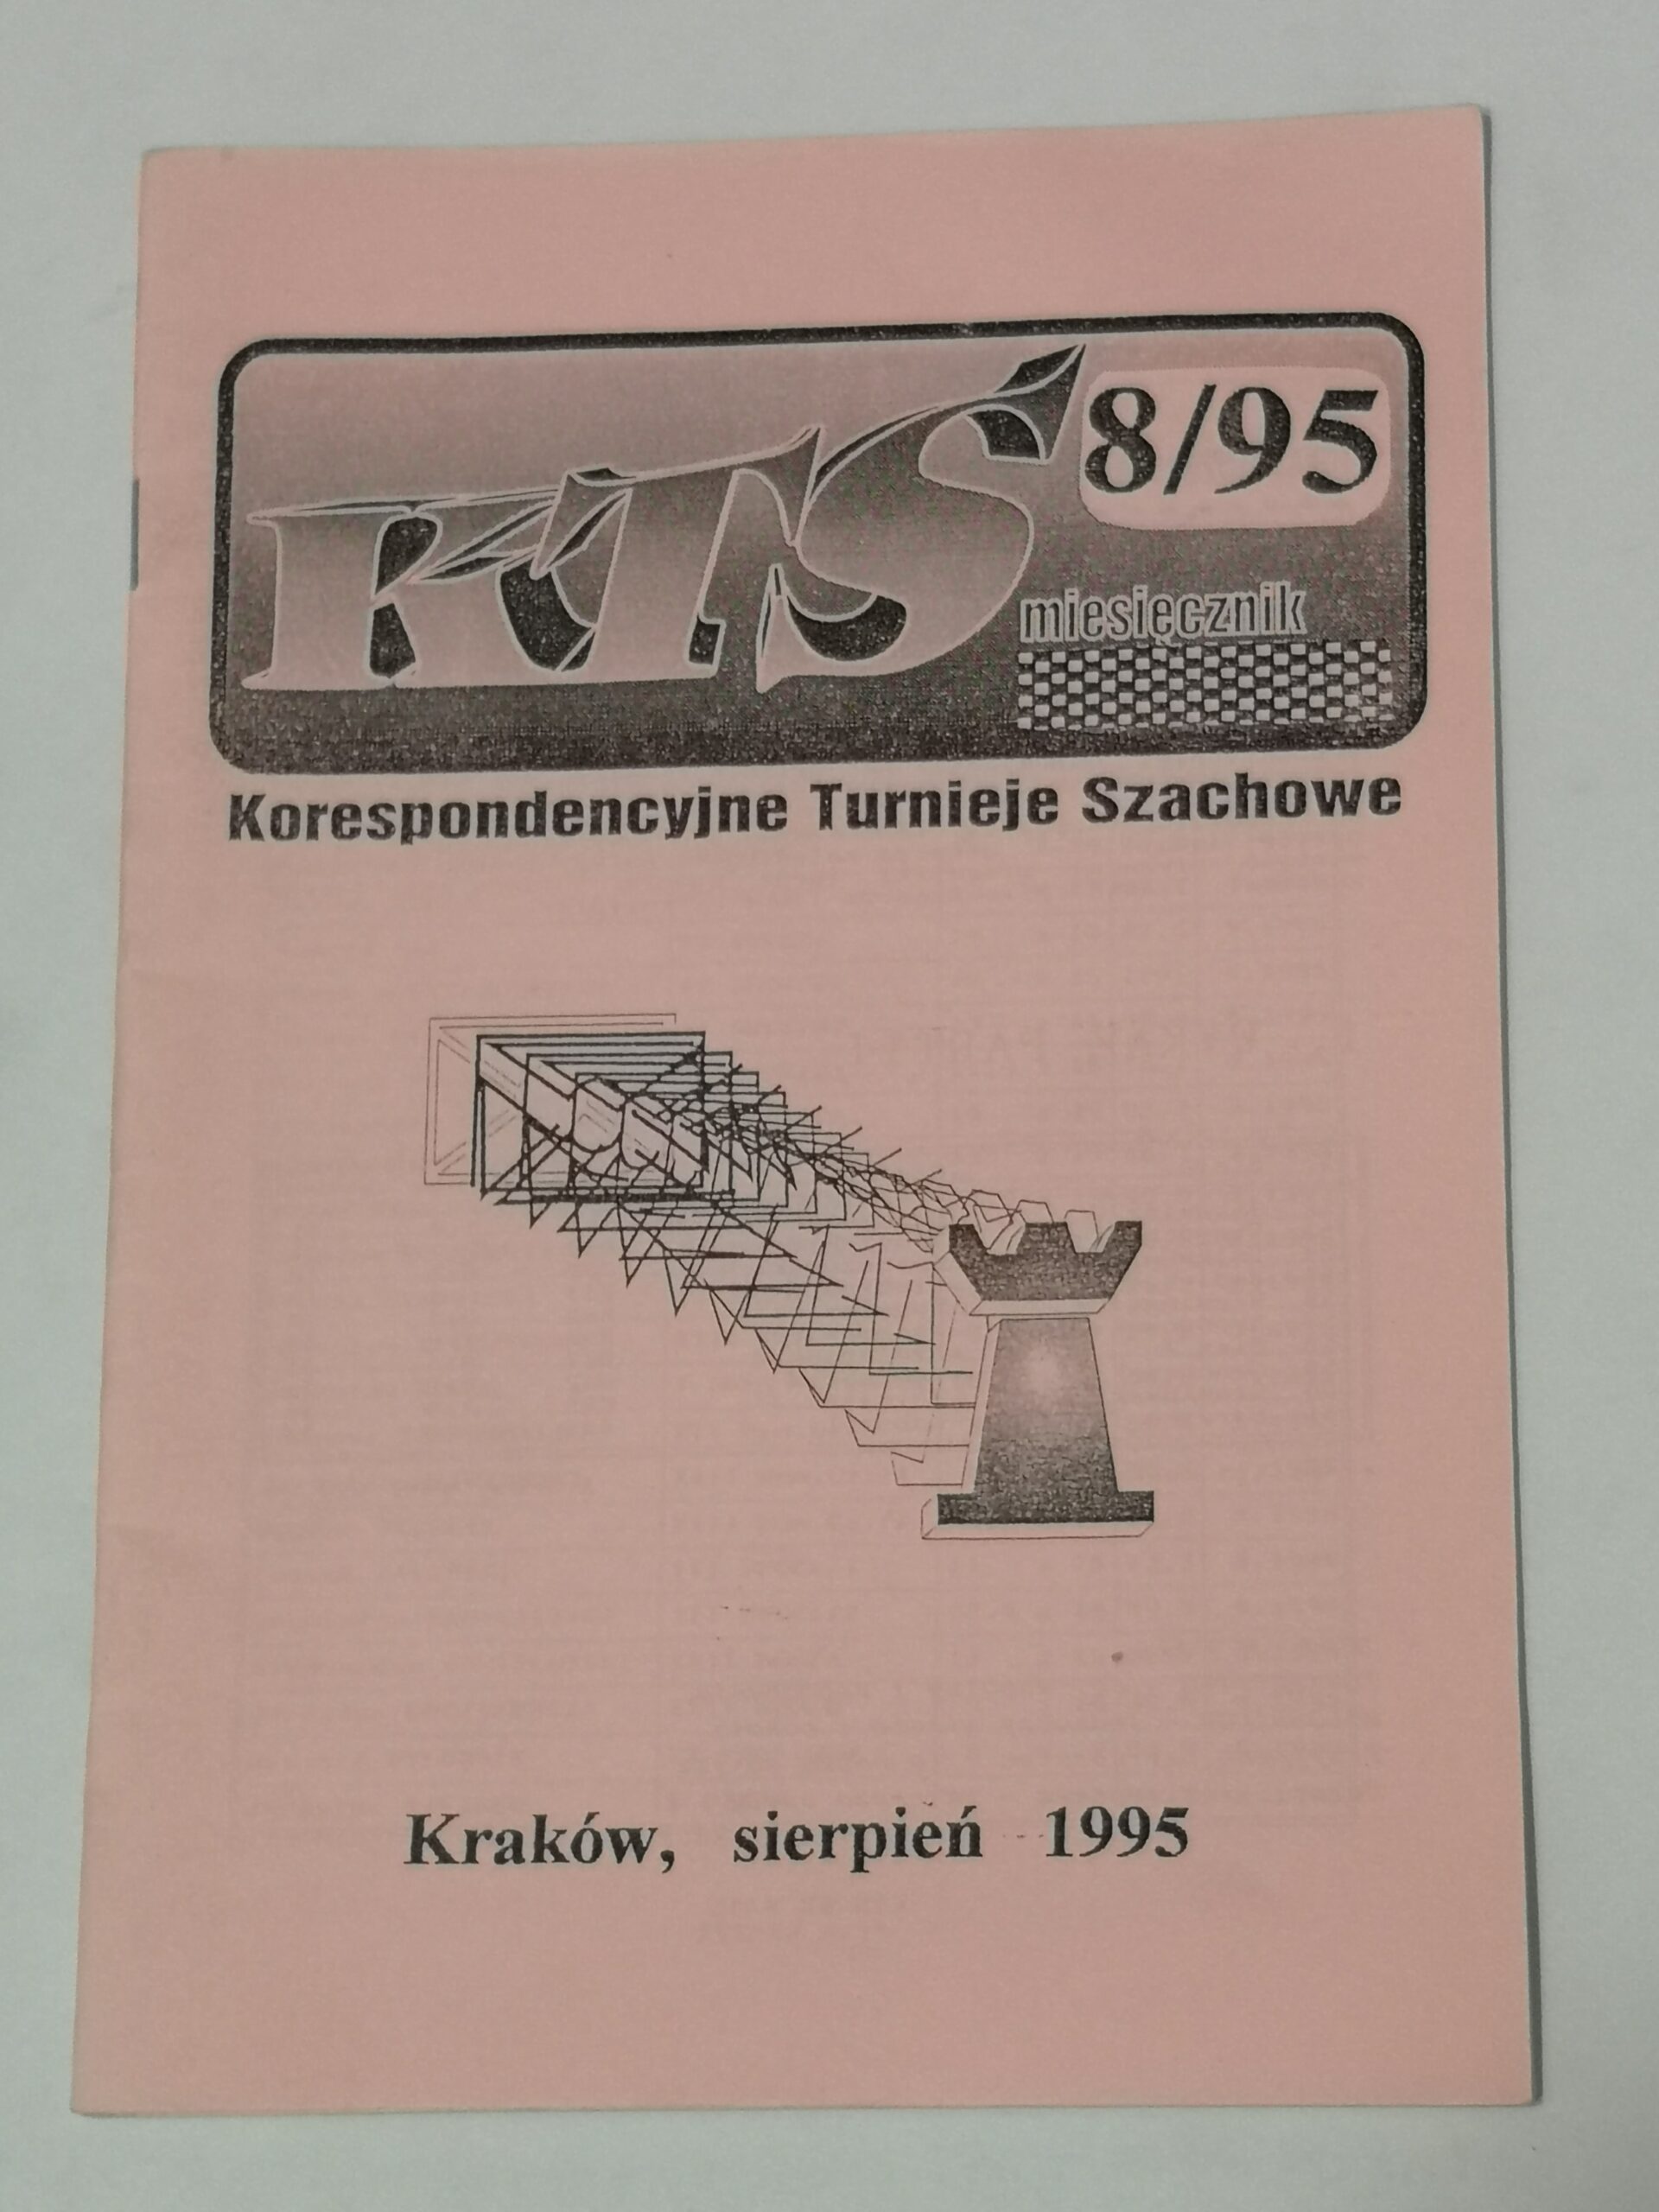 KTS
8/95
miesięcznik
Korespondencyjne Turnieje Szachowe
Kraków, sierpień 1995